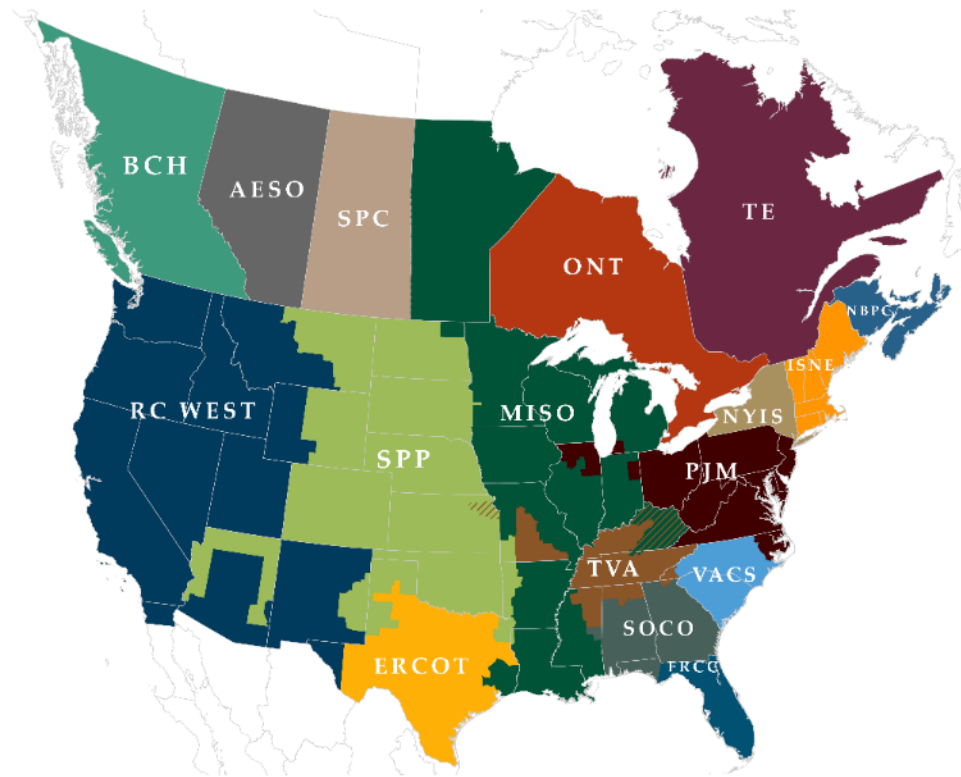 BCH
AESO
SPC
TE
ONT
NBPC
ISNE
RC WEST
MISO
NYIS
SPP
PJM
TVA
VACS
SOCO
ERCOT
FRCC